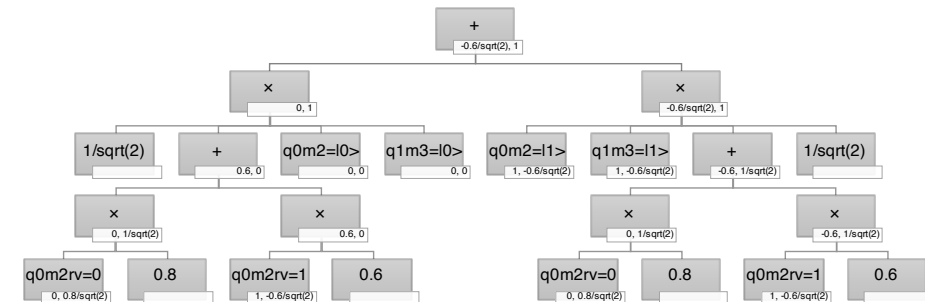 +
-0.6/sqrt(2), 1
×
0, 1
×
-0.6/sqrt(2), 1
1/sqrt(2)
+
0.6, 0
q0m2=|0>
0, 0
q1m3=|0>
0, 0
q0m2=|1>
1, -0.6/sqrt(2)
q1m3=|1>
1, -0.6/sqrt(2)
+
-0.6, 1/sqrt(2)
1/sqrt(2)
×
0, 1/sqrt(2)
×
0.6, 0
×
0, 1/sqrt(2)
×
-0.6, 1/sqrt(2)
q0m2rv=0
0, 0.8/sqrt(2)
0.8
q0m2rv=1
1, -0.6/sqrt(2)
0.6
q0m2rv=0
0, 0.8/sqrt(2)
0.8
q0m2rv=1
1, -0.6/sqrt(2)
0.6